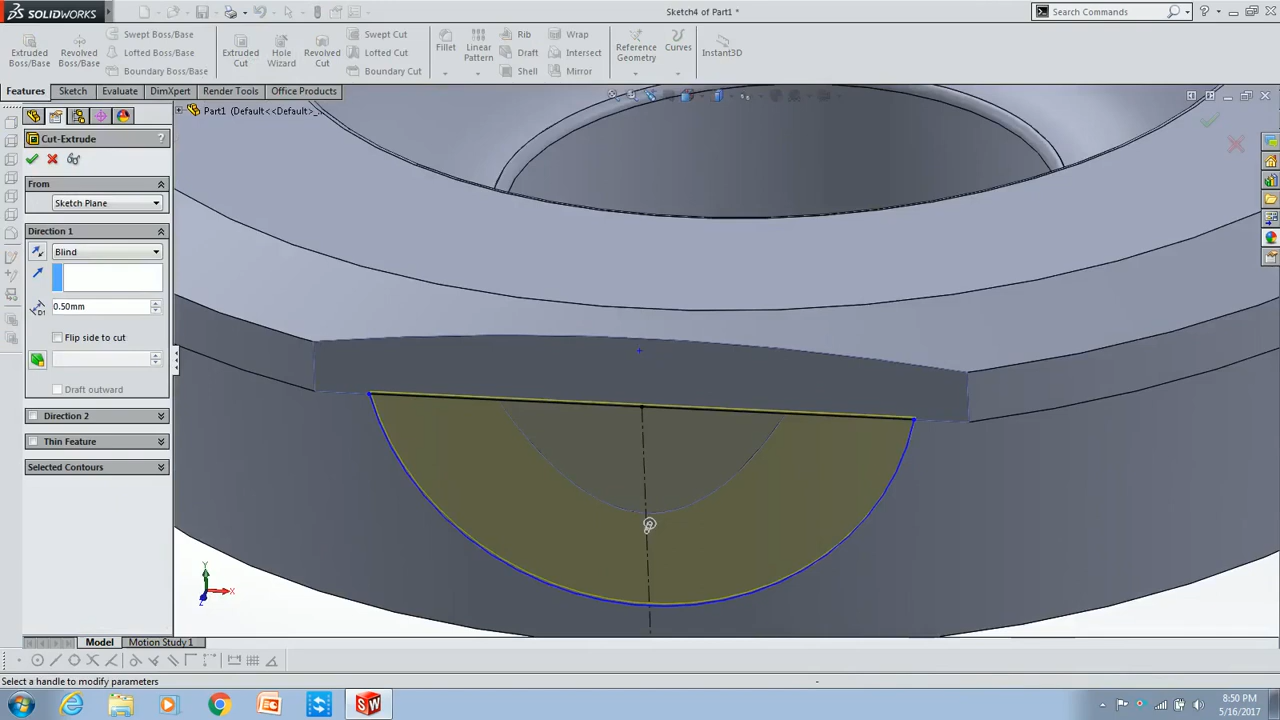 SOLIDWORKS
Sketch4 of Part1 *
Search Commands
Extruded Boss/Base
Revolved Boss/Base
Swept Boss/Base
Lofted Boss/Base
Boundary Boss/Base
Extruded Cut
Hole Wizard
Revolved Cut
Swept Cut
Lofted Cut
Boundary Cut
Fillet
Linear Pattern
Rib
Draft
Shell
Wrap
Intersect
Mirror
Reference Geometry
Curves
Instant3D
Features
Sketch
Evaluate
DimXpert
Render Tools
Office Products
Part1 (Default<<Default>_
Cut-Extrude
?
From
Sketch Plane
Direction 1
Blind
D1
0.50mm
Flip side to cut
Draft outward
Direction 2
Thin Feature
Selected Contours
Y
X
Z
Model
Motion Study 1
Select a handle to modify parameters
-
8:50 PM
5/16/2017